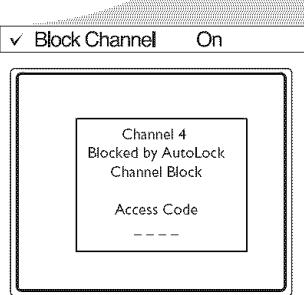 ✓ Block Channel On
Channel 4
Blocked by AutoLock
Channel Block
Access Code
_ _ _ _